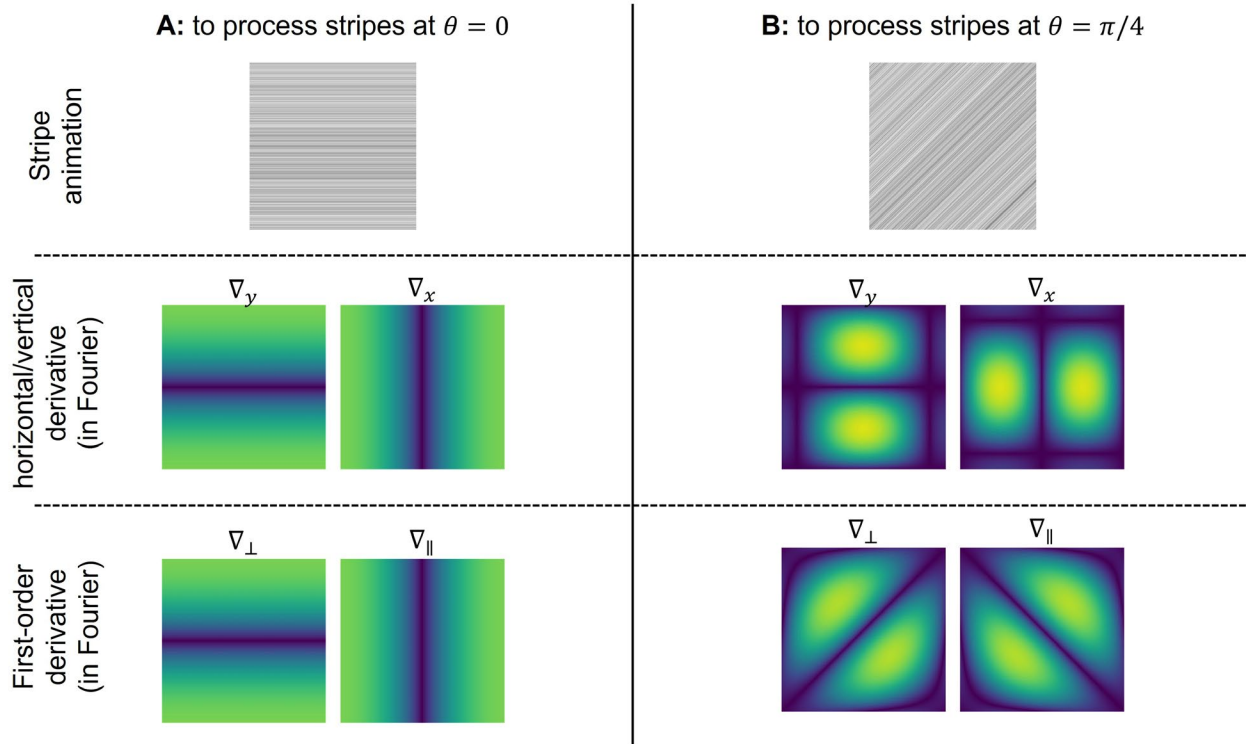 A: to process stripes at θ = 0
B: to process stripes at θ = π/4
Stripe
animation
horizontal/vertical
derivative
(in Fourier)
∇y
∇x
∇y
∇x
First-order
derivative
(in Fourier)
∇⊥
∇∥
∇⊥
∇∥